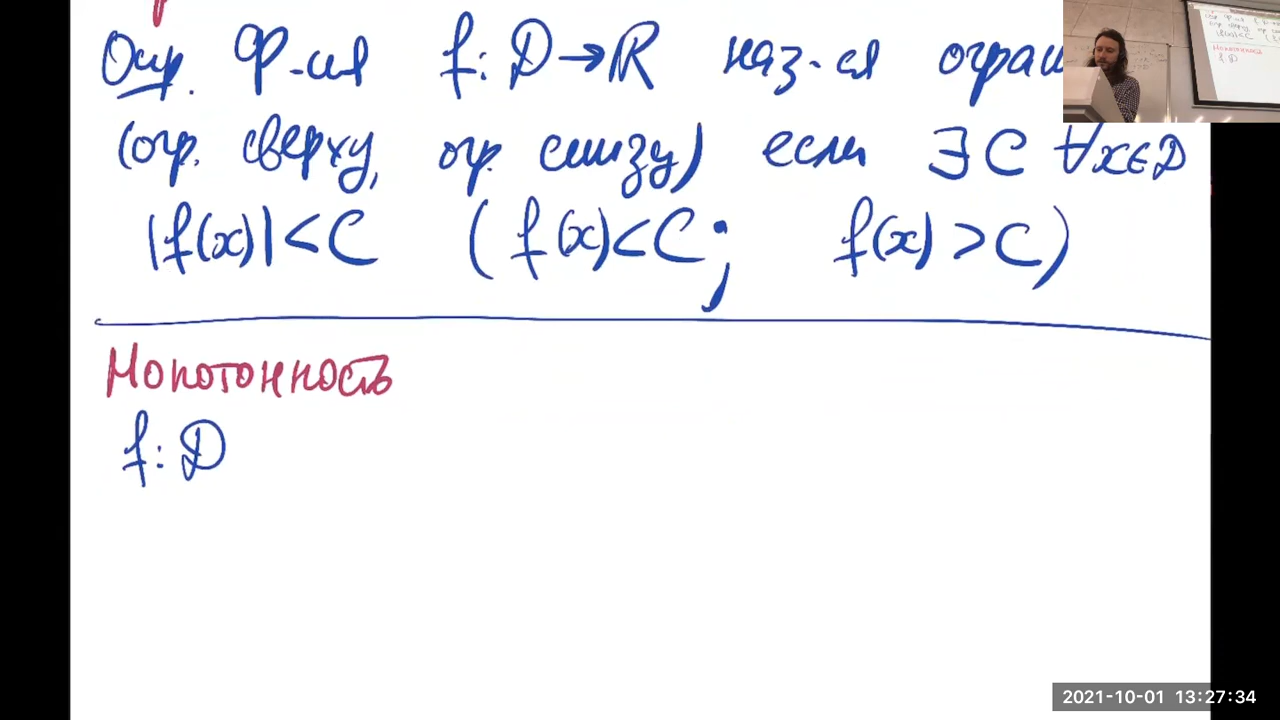 Опр. Ф-ия f: D→ℝ наз-ся огран
(огр. сверху, огр. снизу) если ∃ C ∀x∈D
|f(x)|<C ( f(x)<C; f(x)>C)
Монотонность
f: D
2021-10-01 13:27:34